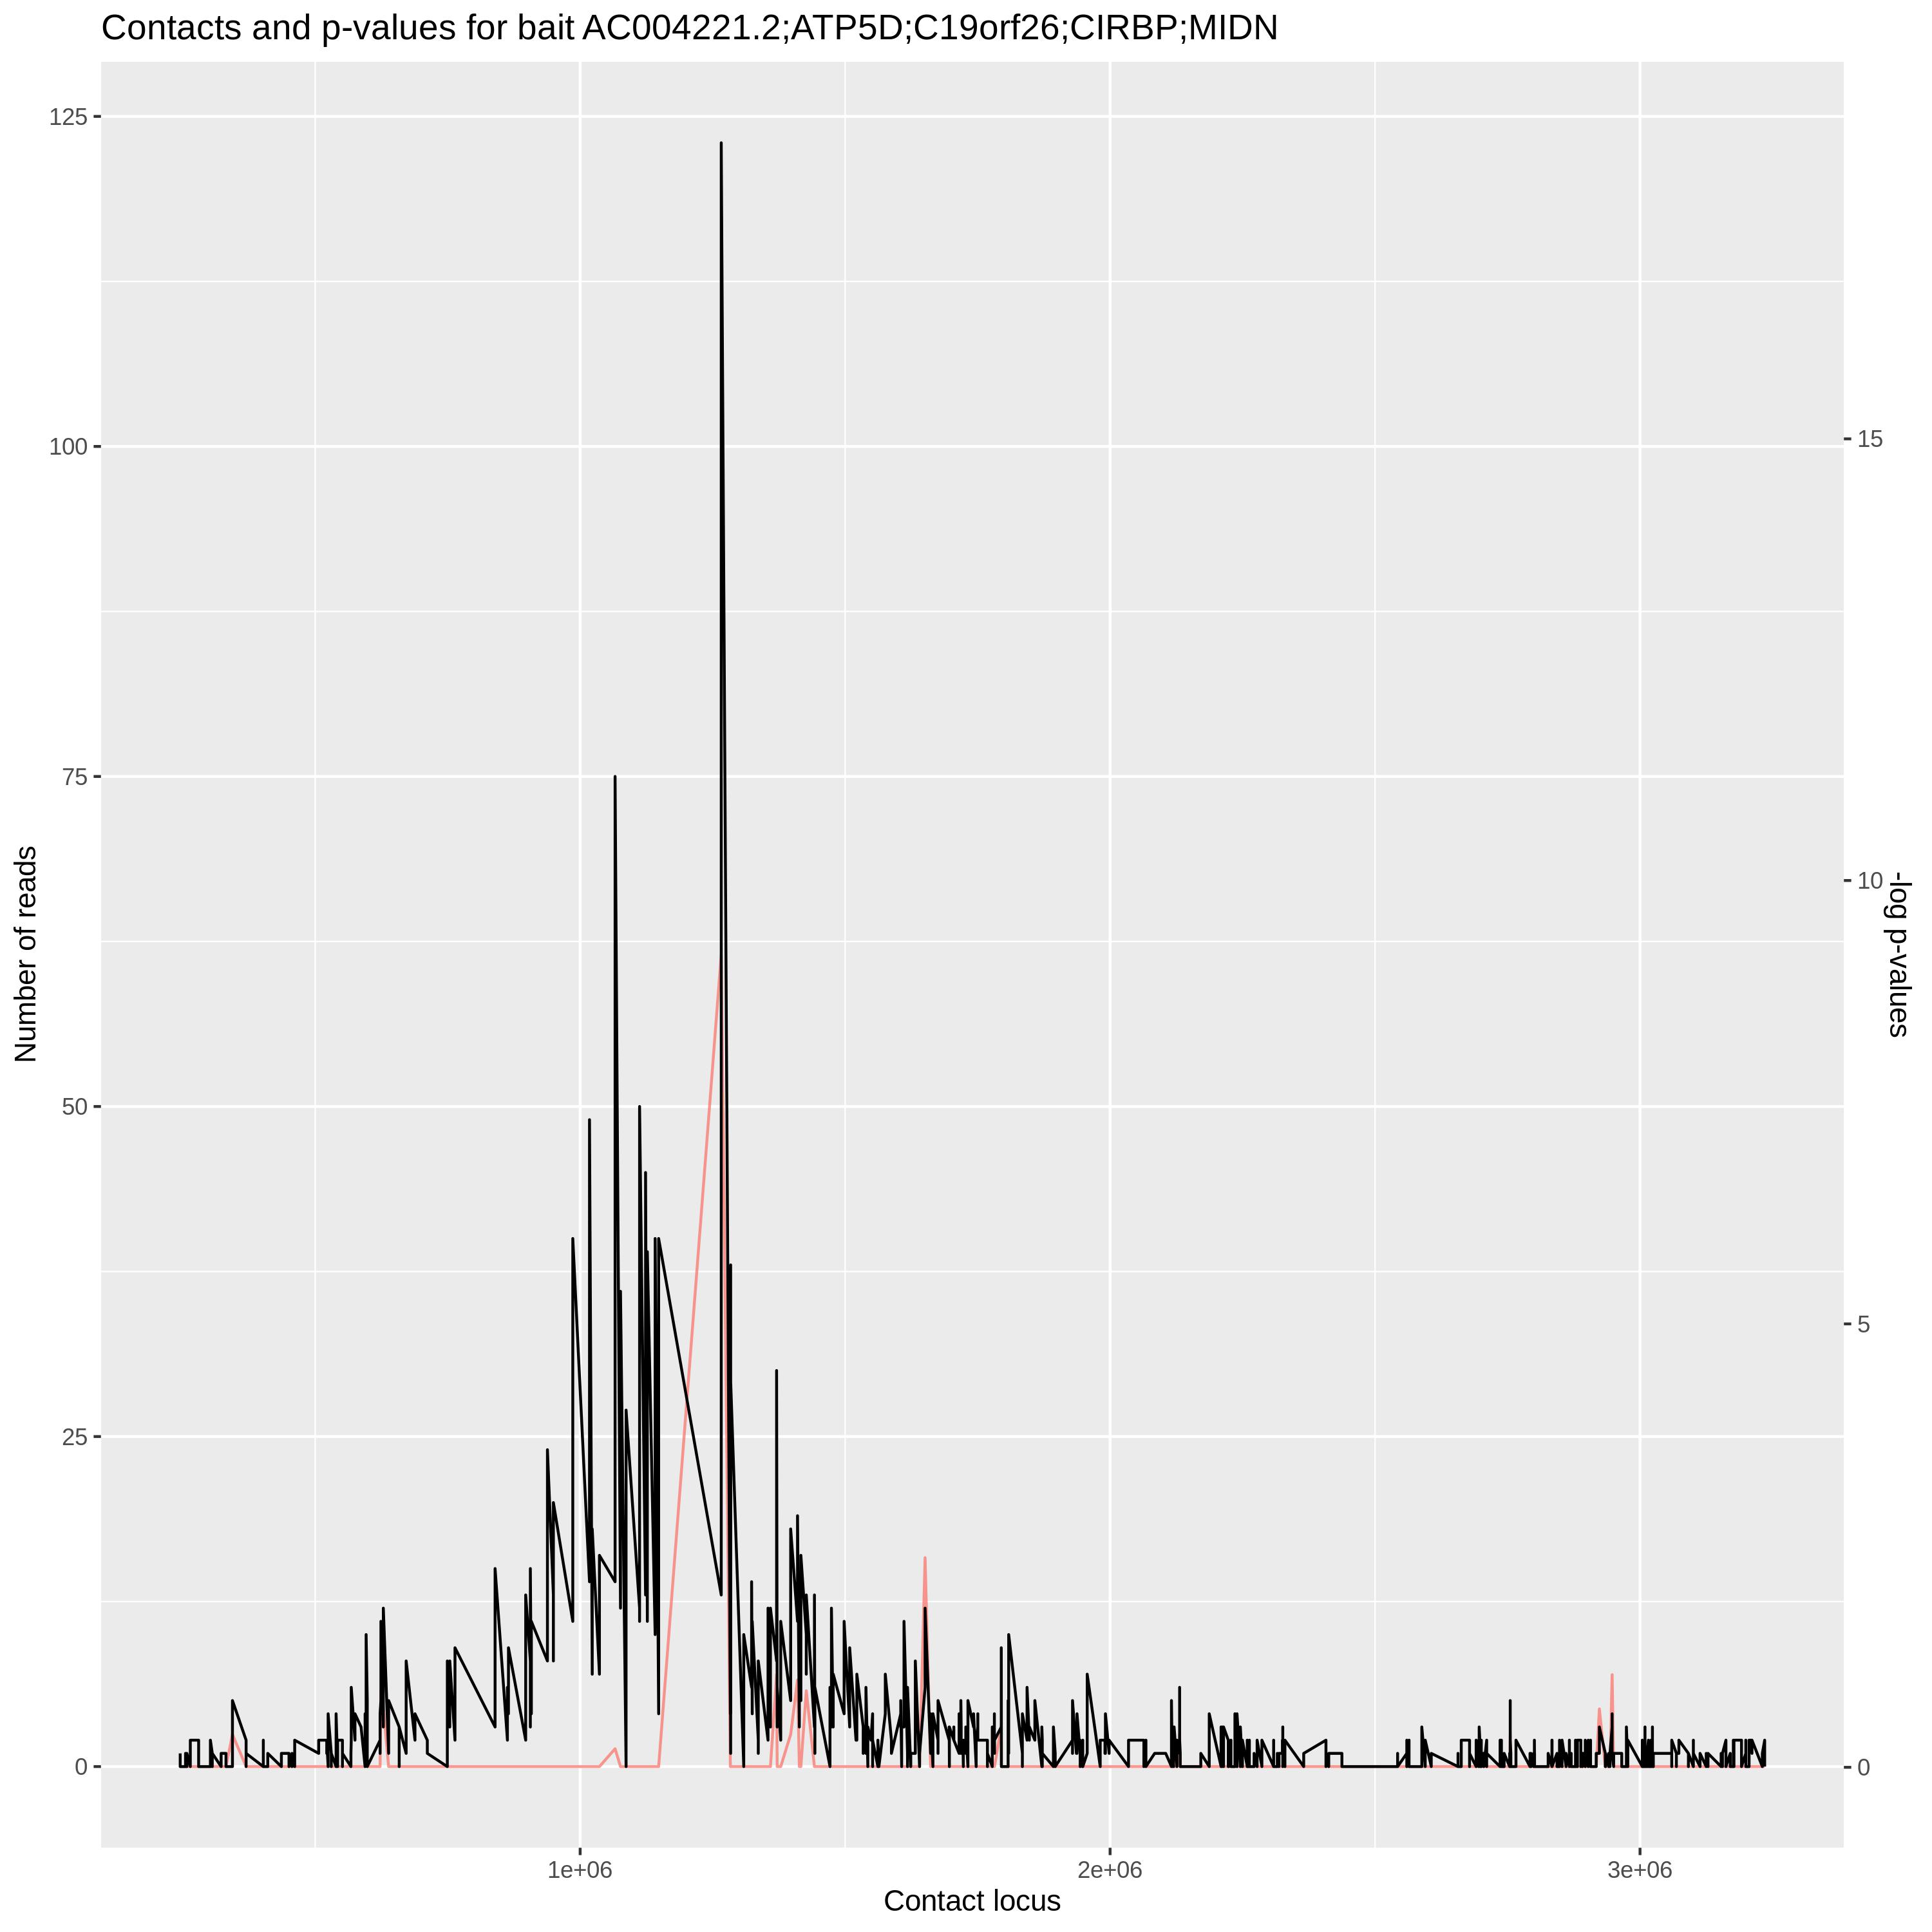 Contacts and p-values for bait AC004221.2;ATP5D;C19orf26;CIRBP;MIDN
125
100
75
50
25
0
Number of reads
15
10
5
0
-log p-values
1e+06
2e+06
3e+06
Contact locus